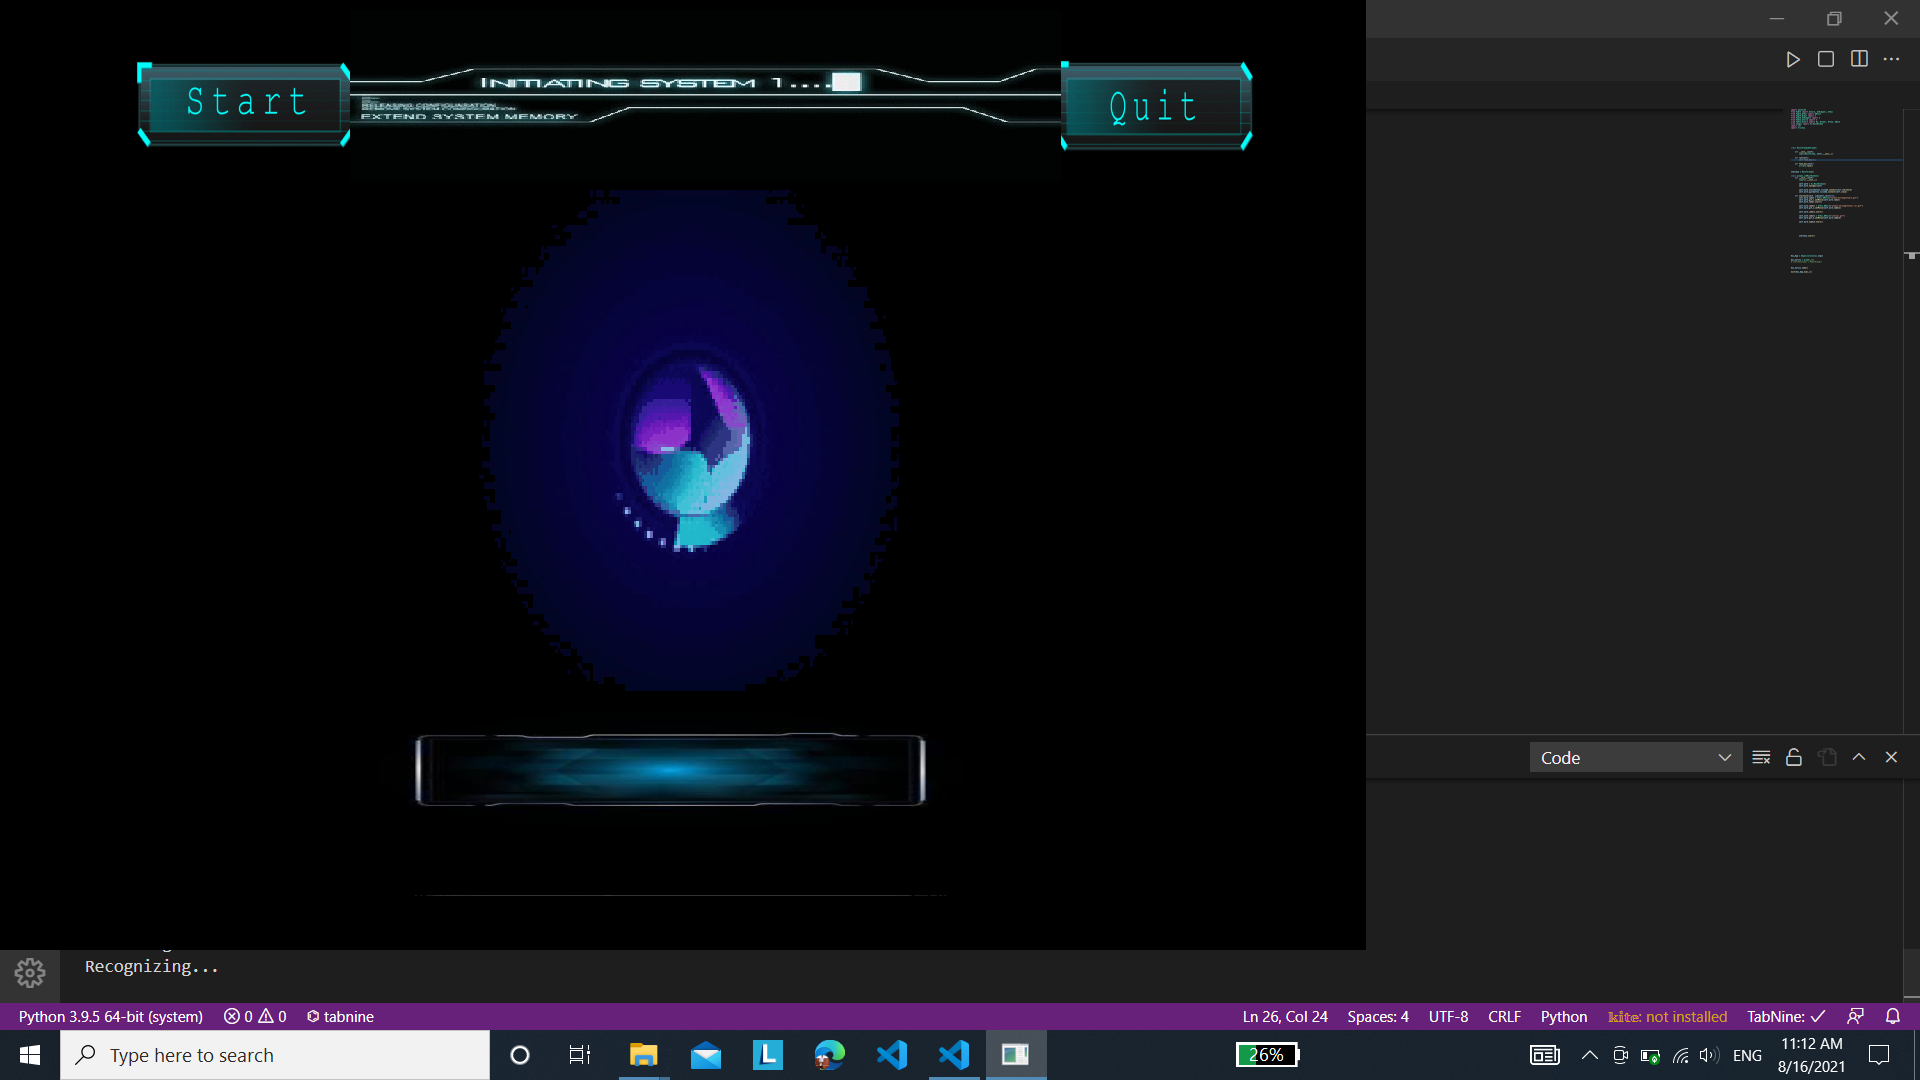 Start
INITIATING SYSTEM 1....
Quit
RELEASING CONFIGURATION
EXTEND SYSTEM MEMORY
Code
Recognizing...
Python 3.9.5 64-bit (system)
0
0
tabnine
Ln 26, Col 24
Spaces: 4
UTF-8
CRLF
Python
kite: not installed
TabNine:
Type here to search
L
26%
ENG
11:12 AM
8/16/2021